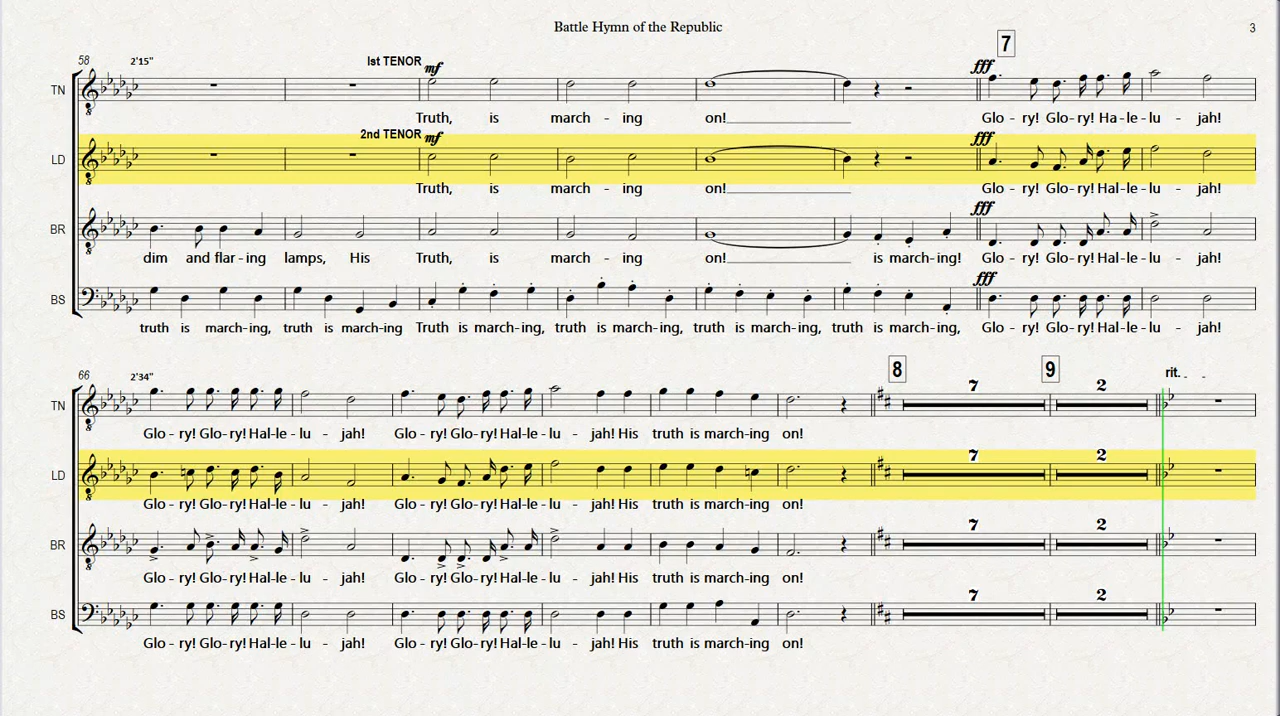 Battle Hymn of the Republic 3
7
58 2'15" 1st TENOR mf fff
TN
Truth, is march - ing on! Glo - ry! Glo - ry! Ha - le - lu - jah!
2nd TENOR mf fff
LD
Truth, is march - ing on! Glo - ry! Glo - ry! Hal - le - lu - jah!
fff
BR
dim and flar - ing lamps, His Truth, is march - ing on! is march - ing! Glo - ry! Glo - ry! Hal - le - lu - jah!
fff
BS
truth is march - ing, truth is march - ing Truth is march - ing, truth is march - ing, truth is march - ing, truth is march - ing, Glo - ry! Glo - ry! Hal - le - lu - jah!
8 9
66 2'34" 7 2 rit.
TN
Glo - ry! Glo - ry! Hal - le - lu - jah! Glo - ry! Glo - ry! Hal - le - lu - jah! His truth is march - ing on!
7 2
LD
Glo - ry! Glo - ry! Hal - le - lu - jah! Glo - ry! Glo - ry! Hal - le - lu - jah! His truth is march - ing on!
7 2
BR
Glo - ry! Glo - ry! Hal - le - lu - jah! Glo - ry! Glo - ry! Hal - le - lu - jah! His truth is march - ing on!
7 2
BS
Glo - ry! Glo - ry! Hal - le - lu - jah! Glo - ry! Glo - ry! Hal - le - lu - jah! His truth is march - ing on!